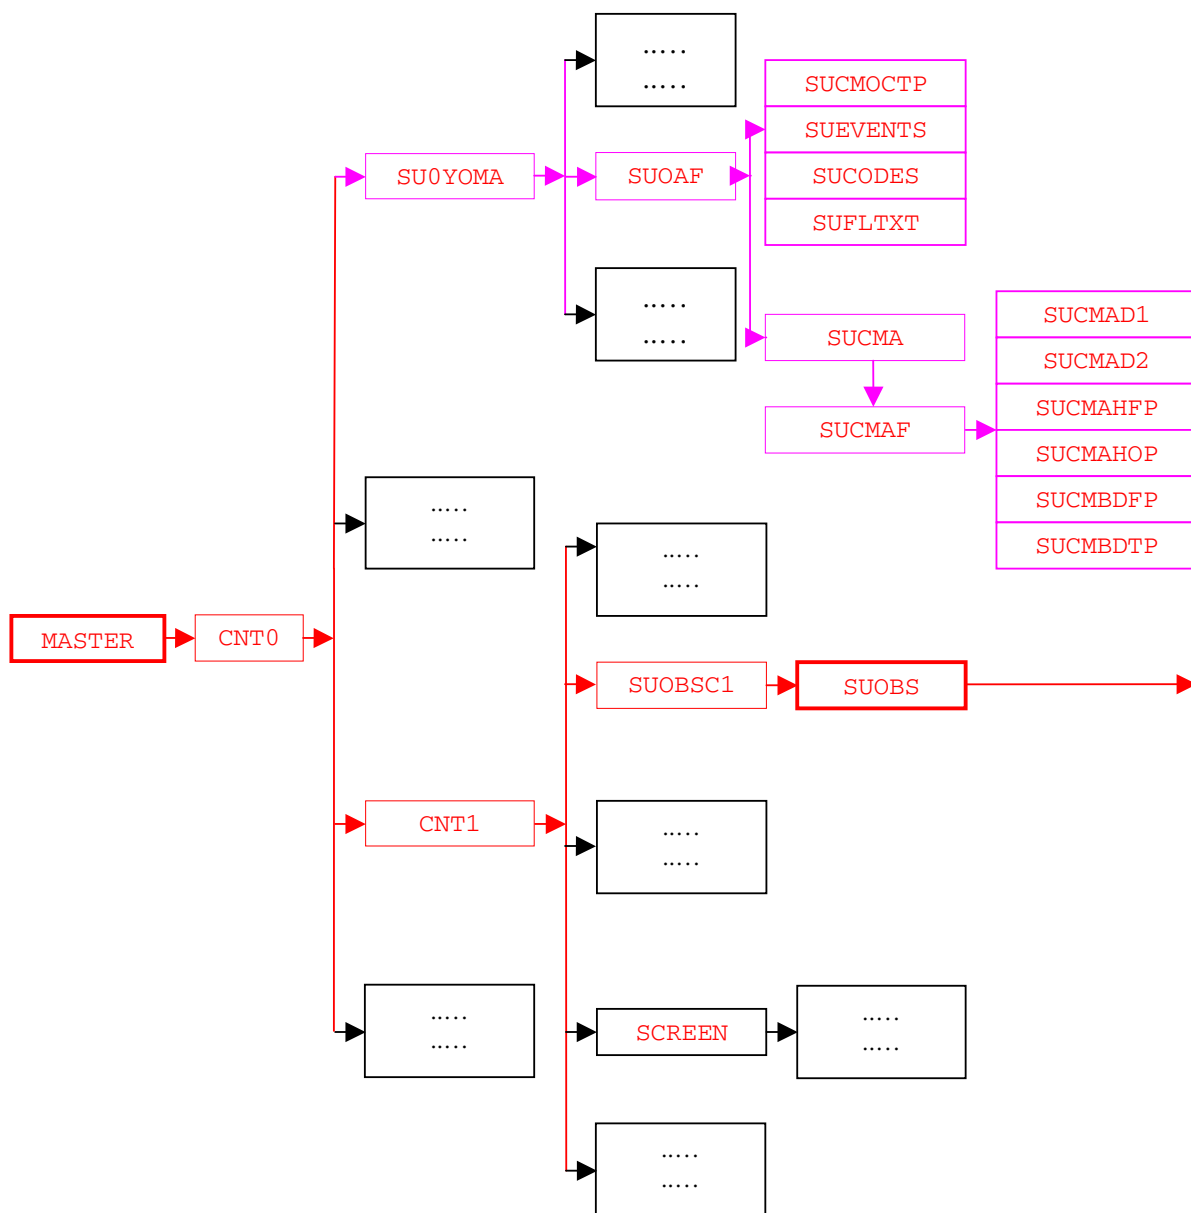 .....
.....
SUCMOCTP
SUEVENTS
SU0YOMA
SUOAF
SUCODES
SUFLTXT
.....
.....
SUCMA
SUCMAD1
SUCMAD2
SUCMAF
SUCMAHFP
SUCMAHOP
SUCMBDFP
SUCMBDTP
.....
.....
.....
.....
MASTER
CNT0
SUOBSC1
SUOBS
CNT1
.....
.....
.....
.....
SCREEN
.....
.....
.....
.....